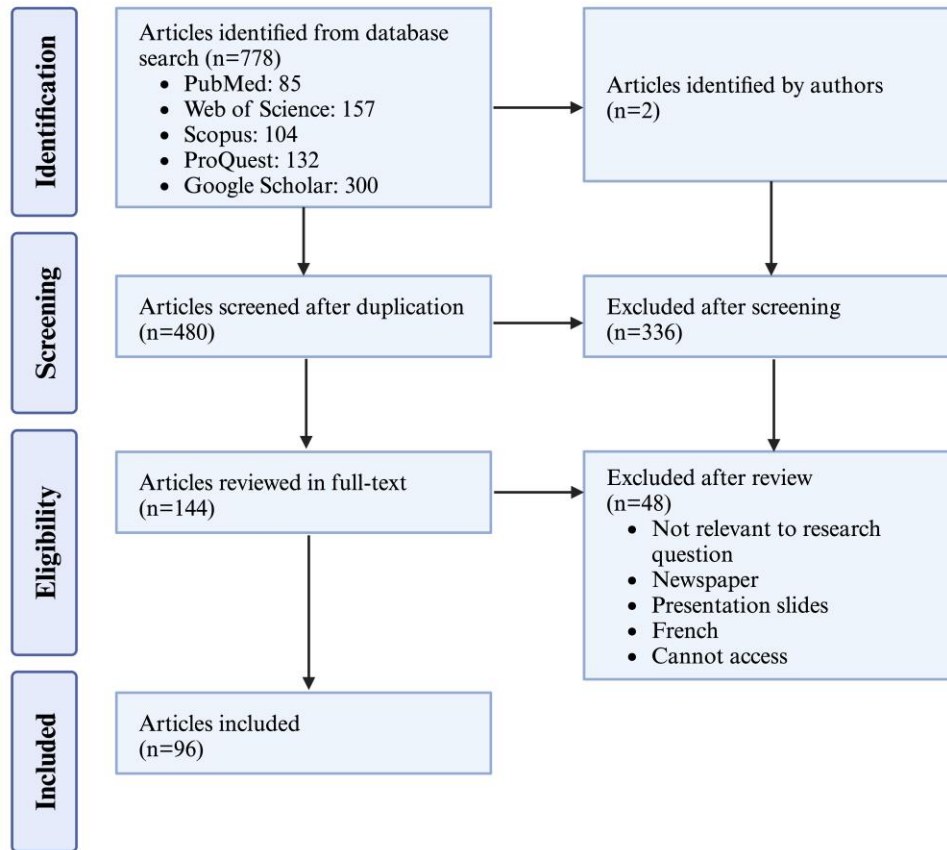 Identification
Articles identified from database
search (n=778)
• PubMed: 85
• Web of Science: 157
• Scopus: 104
• ProQuest: 132
• Google Scholar: 300
Articles identified by authors
(n=2)
Screening
Articles screened after duplication
(n=480)
Excluded after screening
(n=336)
Eligibility
Articles reviewed in full-text
(n=144)
Excluded after review
(n=48)
• Not relevant to research
question
• Newspaper
• Presentation slides
• French
• Cannot access
Included
Articles included
(n=96)